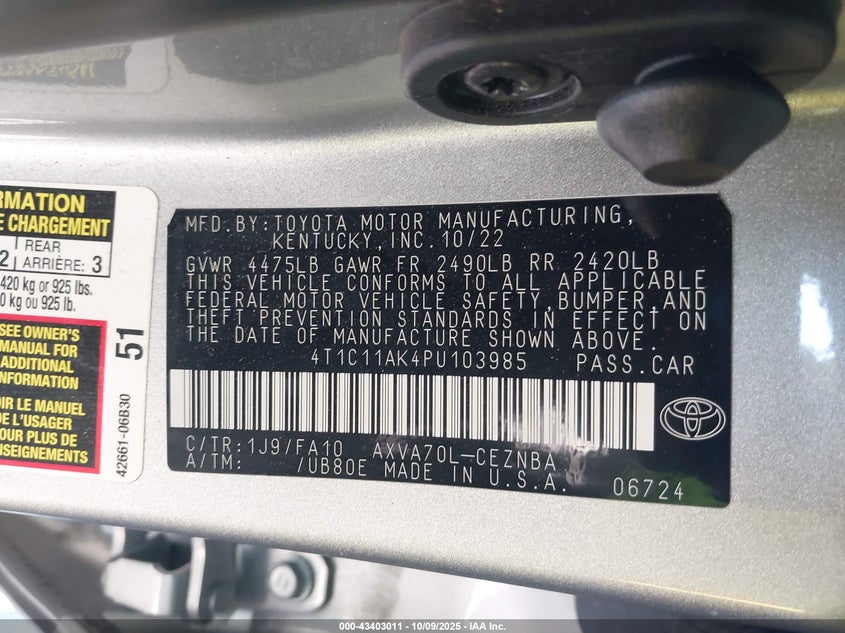 RMATION
E CHARGEMENT
REAR
2 ARRIÈRE: 3
420 kg or 925 lbs.
0 kg ou 925 lb.
SEE OWNER'S
MANUAL FOR
ADDITIONAL
INFORMATION
OIR LE MANUEL
DE L'USAGER
POUR PLUS DE
NSEIGNEMENTS
51
42661-06B30
MFD.BY:TOYOTA MOTOR MANUFACTURING,
KENTUCKY,INC.10/22
GVWR 4475LB GAWR FR 2490LB RR 2420LB
THIS VEHICLE CONFORMS TO ALL APPLICABLE
FEDERAL MOTOR VEHICLE SAFETY, BUMPER,AND
THEFT PREVENTION STANDARDS IN EFFECT ON
THE DATE OF MANUFACTURE SHOWN ABOVE.
4T1C11AK4PU103985 PASS.CAR
C/TR:1J9/FA10 AXVA70L-CEZNBA
A/TM: /UB80E MADE IN U.S.A.
06724
000-43403011 - 10/09/2025 - IAA Inc.